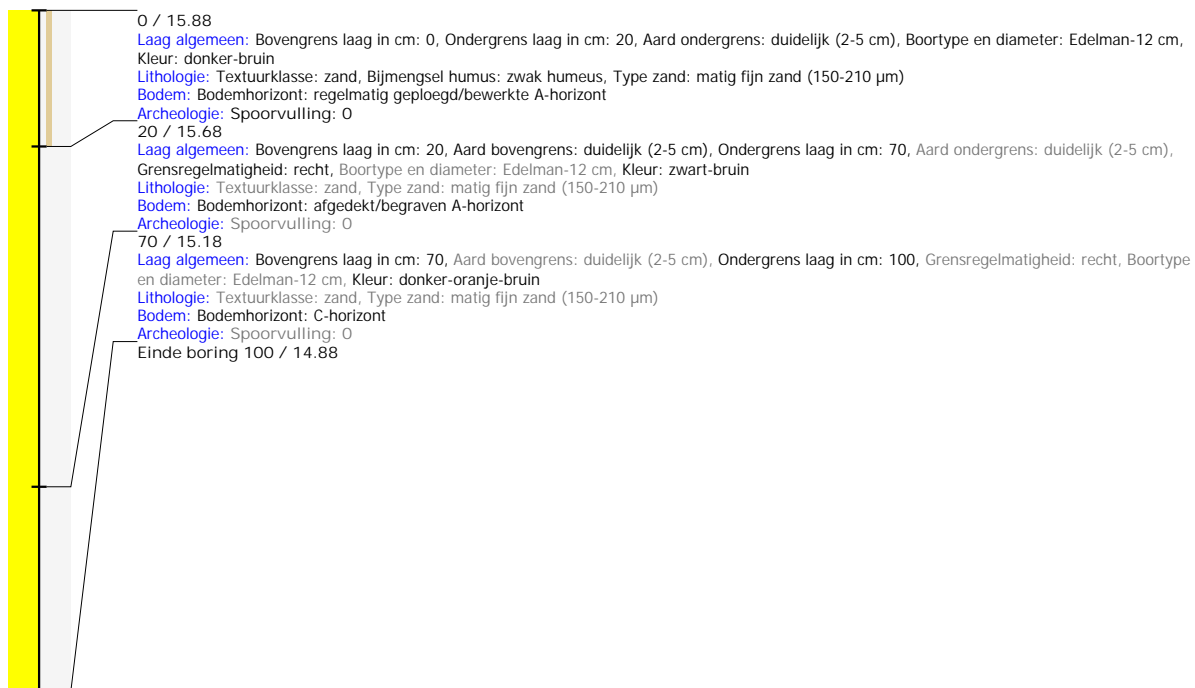 0 / 15.88
Laag algemeen: Bovengrens laag in cm: 0, Ondergrens laag in cm: 20, Aard ondergrens: duidelijk (2-5 cm), Boortype en diameter: Edelman-12 cm,
Kleur: donker-bruin
Lithologie: Textuurklasse: zand, Bijmengsel humus: zwak humeus, Type zand: matig fijn zand (150-210 µm)
Bodem: Bodemhorizont: regelmatig geploegd/bewerkte A-horizont
Archeologie: Spoorvulling: 0
20 / 15.68
Laag algemeen: Bovengrens laag in cm: 20, Aard bovengrens: duidelijk (2-5 cm), Ondergrens laag in cm: 70, Aard ondergrens: duidelijk (2-5 cm),
Grensregelmatigheid: recht, Boortype en diameter: Edelman-12 cm, Kleur: zwart-bruin
Lithologie: Textuurklasse: zand, Type zand: matig fijn zand (150-210 µm)
Bodem: Bodemhorizont: afgedekt/begraven A-horizont
Archeologie: Spoorvulling: 0
70 / 15.18
Laag algemeen: Bovengrens laag in cm: 70, Aard bovengrens: duidelijk (2-5 cm), Ondergrens laag in cm: 100, Grensregelmatigheid: recht, Boortype
en diameter: Edelman-12 cm, Kleur: donker-oranje-bruin
Lithologie: Textuurklasse: zand, Type zand: matig fijn zand (150-210 µm)
Bodem: Bodemhorizont: C-horizont
Archeologie: Spoorvulling: 0
Einde boring 100 / 14.88